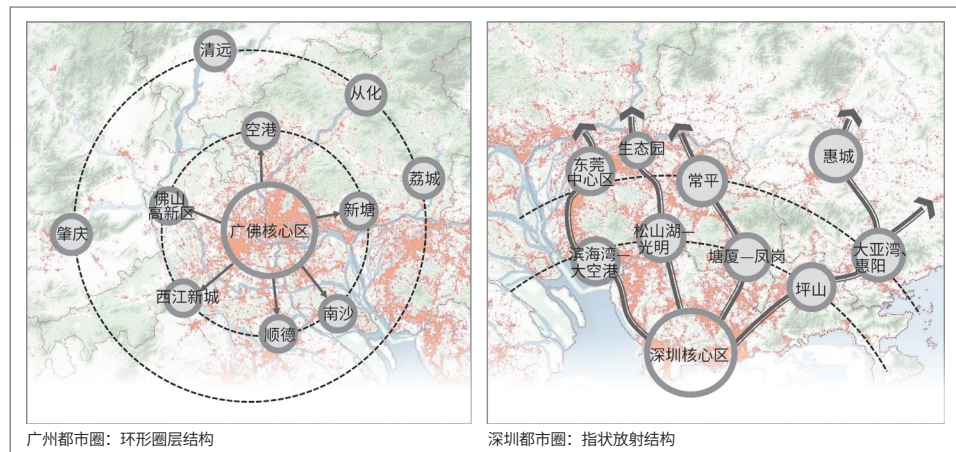 清远
从化
空港
荔城
佛山
高新区
新塘
广佛核心区
肇庆
西江新城
南沙
顺德
广州都市圈：环形圈层结构
生态园
惠城
东莞
中心区
常平
松山湖—
光明
滨海湾—
大空港
塘厦—凤岗
大亚湾、
惠阳
坪山
深圳核心区
深圳都市圈：指状放射结构